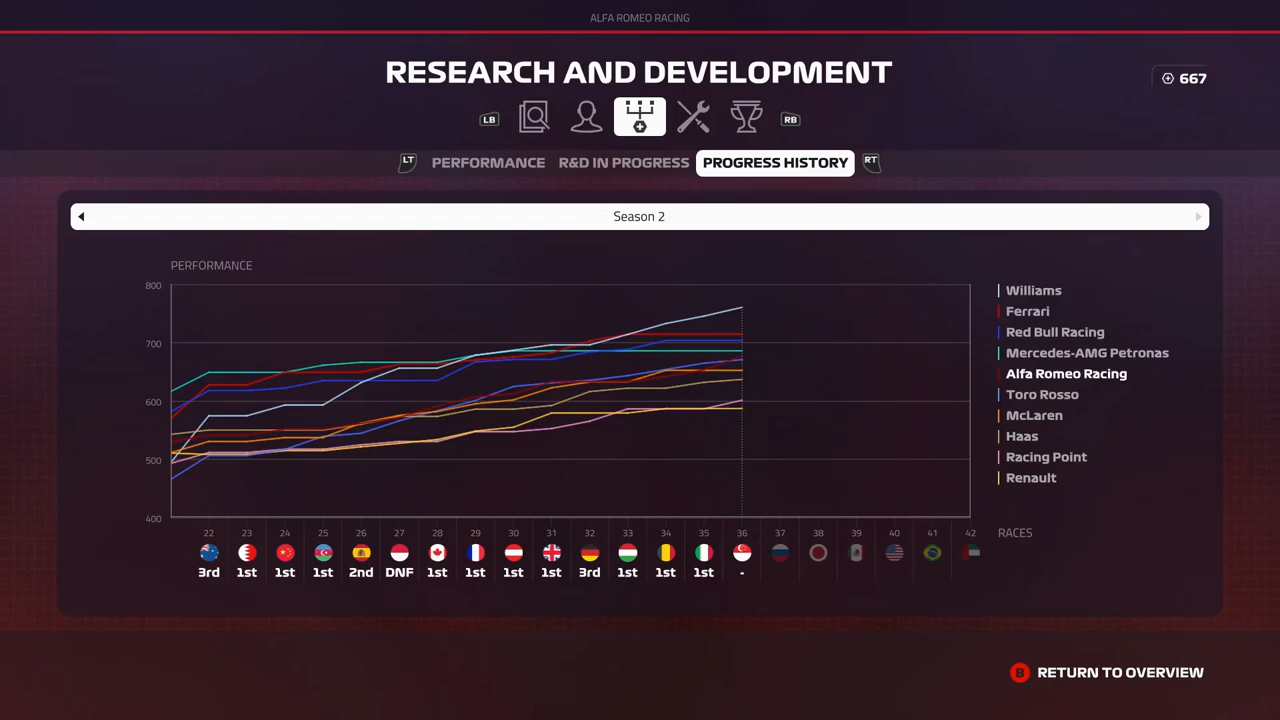 ALFA ROMEO RACING
RESEARCH AND DEVELOPMENT
667
LB RB
LT PERFORMANCE R&D IN PROGRESS PROGRESS HISTORY RT
Season 2
PERFORMANCE
800
700
600
500
400
Williams
Ferrari
Red Bull Racing
Mercedes-AMG Petronas
Alfa Romeo Racing
Toro Rosso
McLaren
Haas
Racing Point
Renault
22 23 24 25 26 27 28 29 30 31 32 33 34 35 36 37 38 39 40 41 42 RACES
3rd 1st 1st 1st 2nd DNF 1st 1st 1st 1st 3rd 1st 1st 1st -
B RETURN TO OVERVIEW